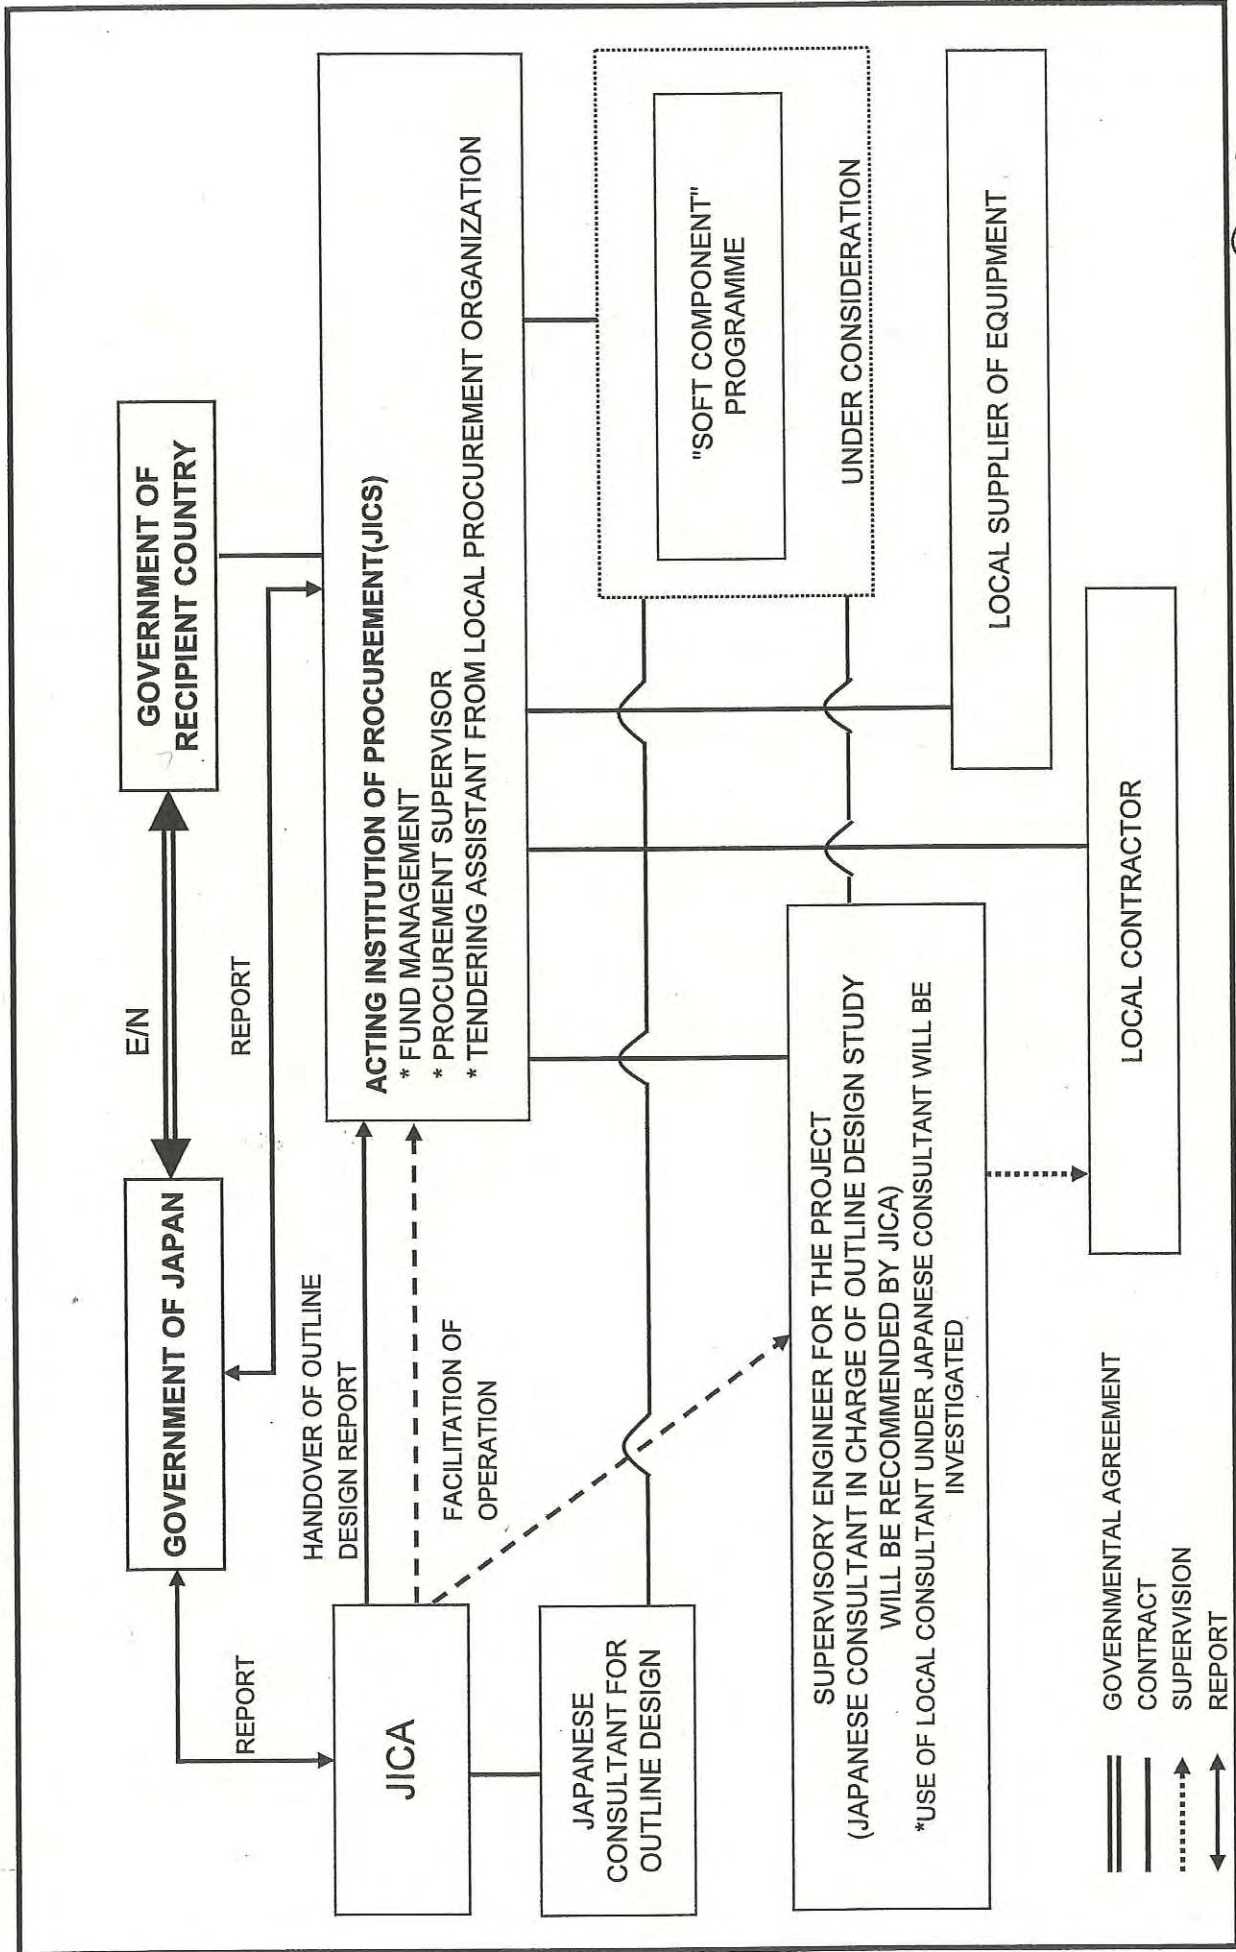 E/N
GOVERNMENT OF JAPAN
GOVERNMENT OF
RECIPIENT COUNTRY
REPORT
REPORT
HANDOVER OF OUTLINE
DESIGN REPORT
FACILITATION OF
OPERATION
JICA
ACTING INSTITUTION OF PROCUREMENT(JICS)
* FUND MANAGEMENT
* PROCUREMENT SUPERVISOR
* TENDERING ASSISTANT FROM LOCAL PROCUREMENT ORGANIZATION
JAPANESE
CONSULTANT FOR
OUTLINE DESIGN
"SOFT COMPONENT"
PROGRAMME
UNDER CONSIDERATION
SUPERVISORY ENGINEER FOR THE PROJECT
(JAPANESE CONSULTANT IN CHARGE OF OUTLINE DESIGN STUDY
WILL BE RECOMMENDED BY JICA)
*USE OF LOCAL CONSULTANT UNDER JAPANESE CONSULTANT WILL BE
INVESTIGATED
LOCAL SUPPLIER OF EQUIPMENT
LOCAL CONTRACTOR
GOVERNMENTAL AGREEMENT
CONTRACT
SUPERVISION
REPORT